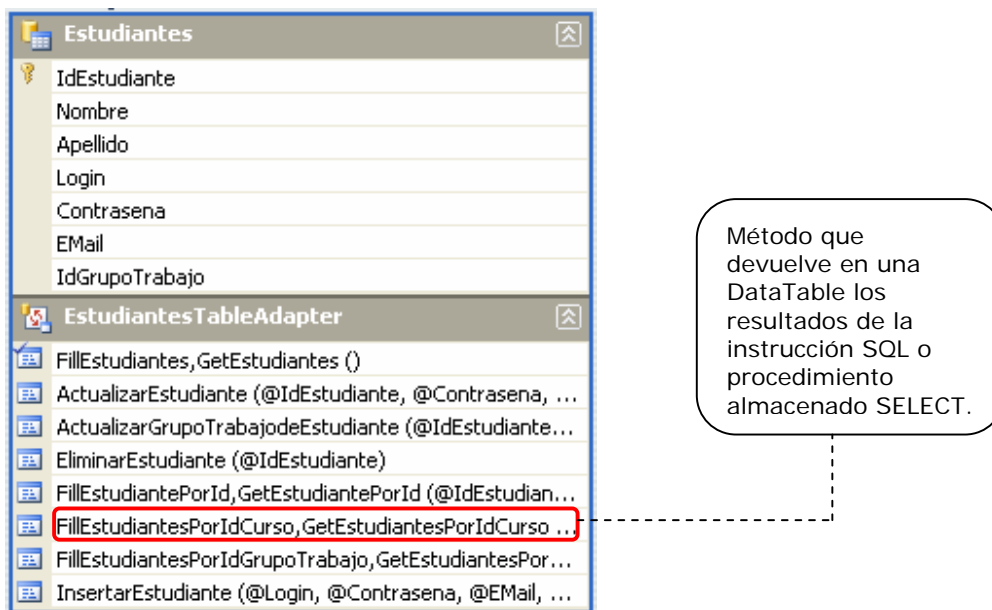 Estudiantes
IdEstudiante
Nombre
Apellido
Login
Contrasena
EMail
IdGrupoTrabajo
EstudiantesTableAdapter
FillEstudiantes,GetEstudiantes ()
ActualizarEstudiante (@IdEstudiante, @Contrasena, ...
ActualizarGrupoTrabajodeEstudiante (@IdEstudiante...
EliminarEstudiante (@IdEstudiante)
FillEstudiantePorId,GetEstudiantePorId (@IdEstudian...
FillEstudiantesPorIdCurso,GetEstudiantesPorIdCurso ...
FillEstudiantesPorIdGrupoTrabajo,GetEstudiantesPor...
InsertarEstudiante (@Login, @Contrasena, @EMail, ...
Método que
devuelve en una
DataTable los
resultados de la
instrucción SQL o
procedimiento
almacenado SELECT.